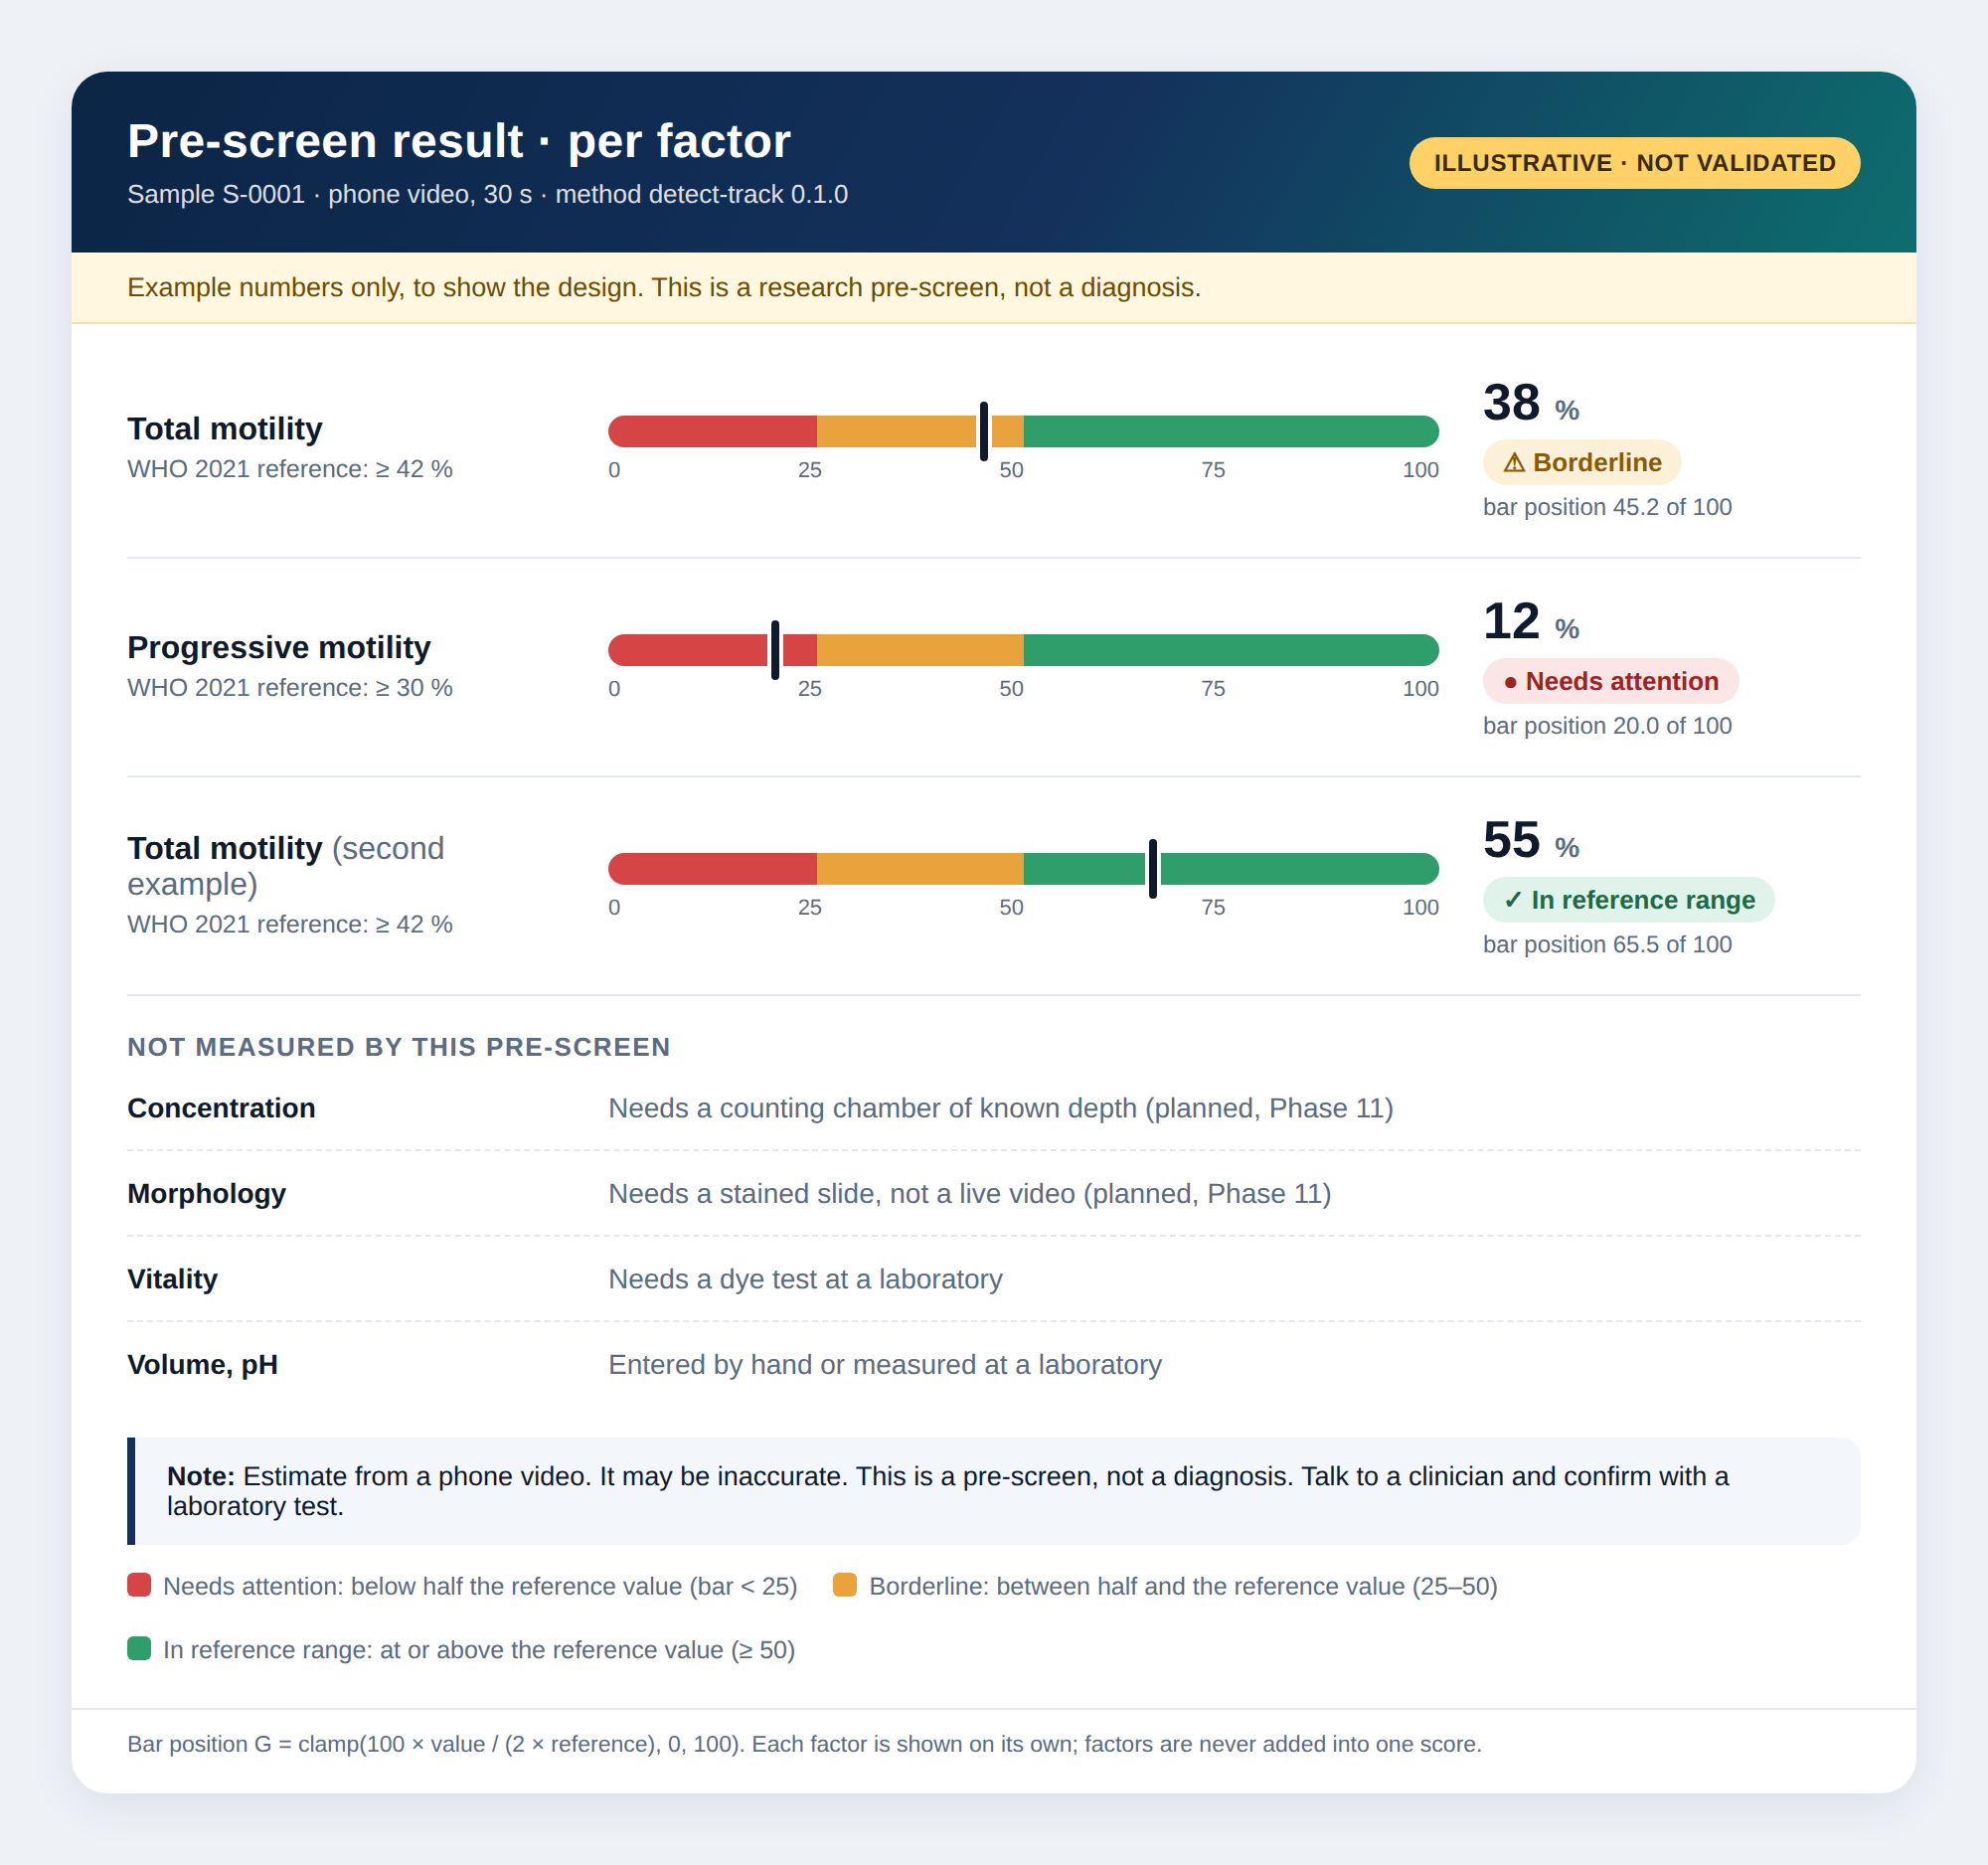 Pre-screen result · per factor
Sample S-0001 · phone video, 30 s · method detect-track 0.1.0
ILLUSTRATIVE · NOT VALIDATED
Example numbers only, to show the design. This is a research pre-screen, not a diagnosis.
Total motility
WHO 2021 reference: ≥ 42 %
0 25 50 75 100
38 %
⚠ Borderline
bar position 45.2 of 100
Progressive motility
WHO 2021 reference: ≥ 30 %
0 25 50 75 100
12 %
● Needs attention
bar position 20.0 of 100
Total motility (second
example)
WHO 2021 reference: ≥ 42 %
0 25 50 75 100
55 %
✓ In reference range
bar position 65.5 of 100
NOT MEASURED BY THIS PRE-SCREEN
Concentration Needs a counting chamber of known depth (planned, Phase 11)
Morphology Needs a stained slide, not a live video (planned, Phase 11)
Vitality Needs a dye test at a laboratory
Volume, pH Entered by hand or measured at a laboratory
Note: Estimate from a phone video. It may be inaccurate. This is a pre-screen, not a diagnosis. Talk to a clinician and confirm with a
laboratory test.
Needs attention: below half the reference value (bar < 25) Borderline: between half and the reference value (25–50)
In reference range: at or above the reference value (≥ 50)
Bar position G = clamp(100 × value / (2 × reference), 0, 100). Each factor is shown on its own; factors are never added into one score.